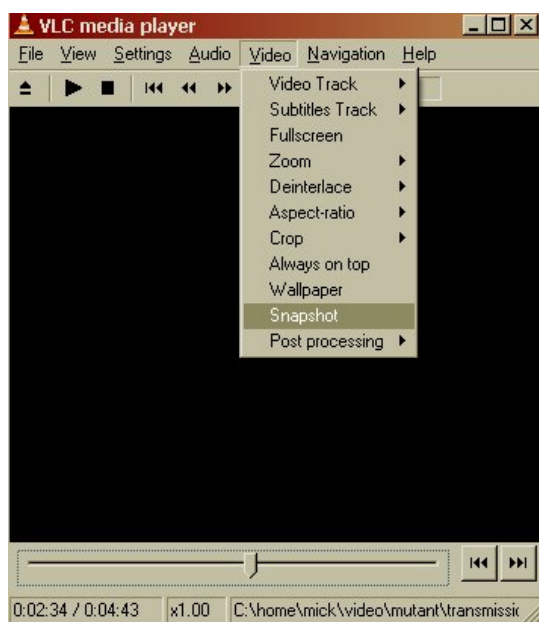 VLC media player
File View Settings Audio Video Navigation Help
Video Track
Subtitles Track
Fullscreen
Zoom
Deinterlace
Aspect-ratio
Crop
Always on top
Wallpaper
Snapshot
Post processing
0:02:34 / 0:04:43 x1.00 C:\home\mick\video\mutant\transmissic